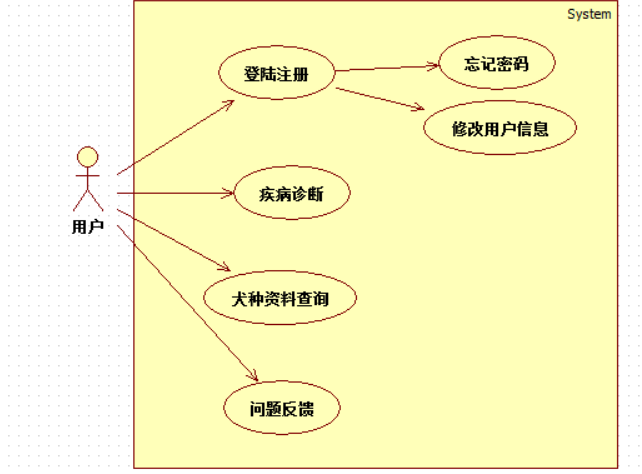 System
登陆注册
忘记密码
修改用户信息
疾病诊断
用户
犬种资料查询
问题反馈